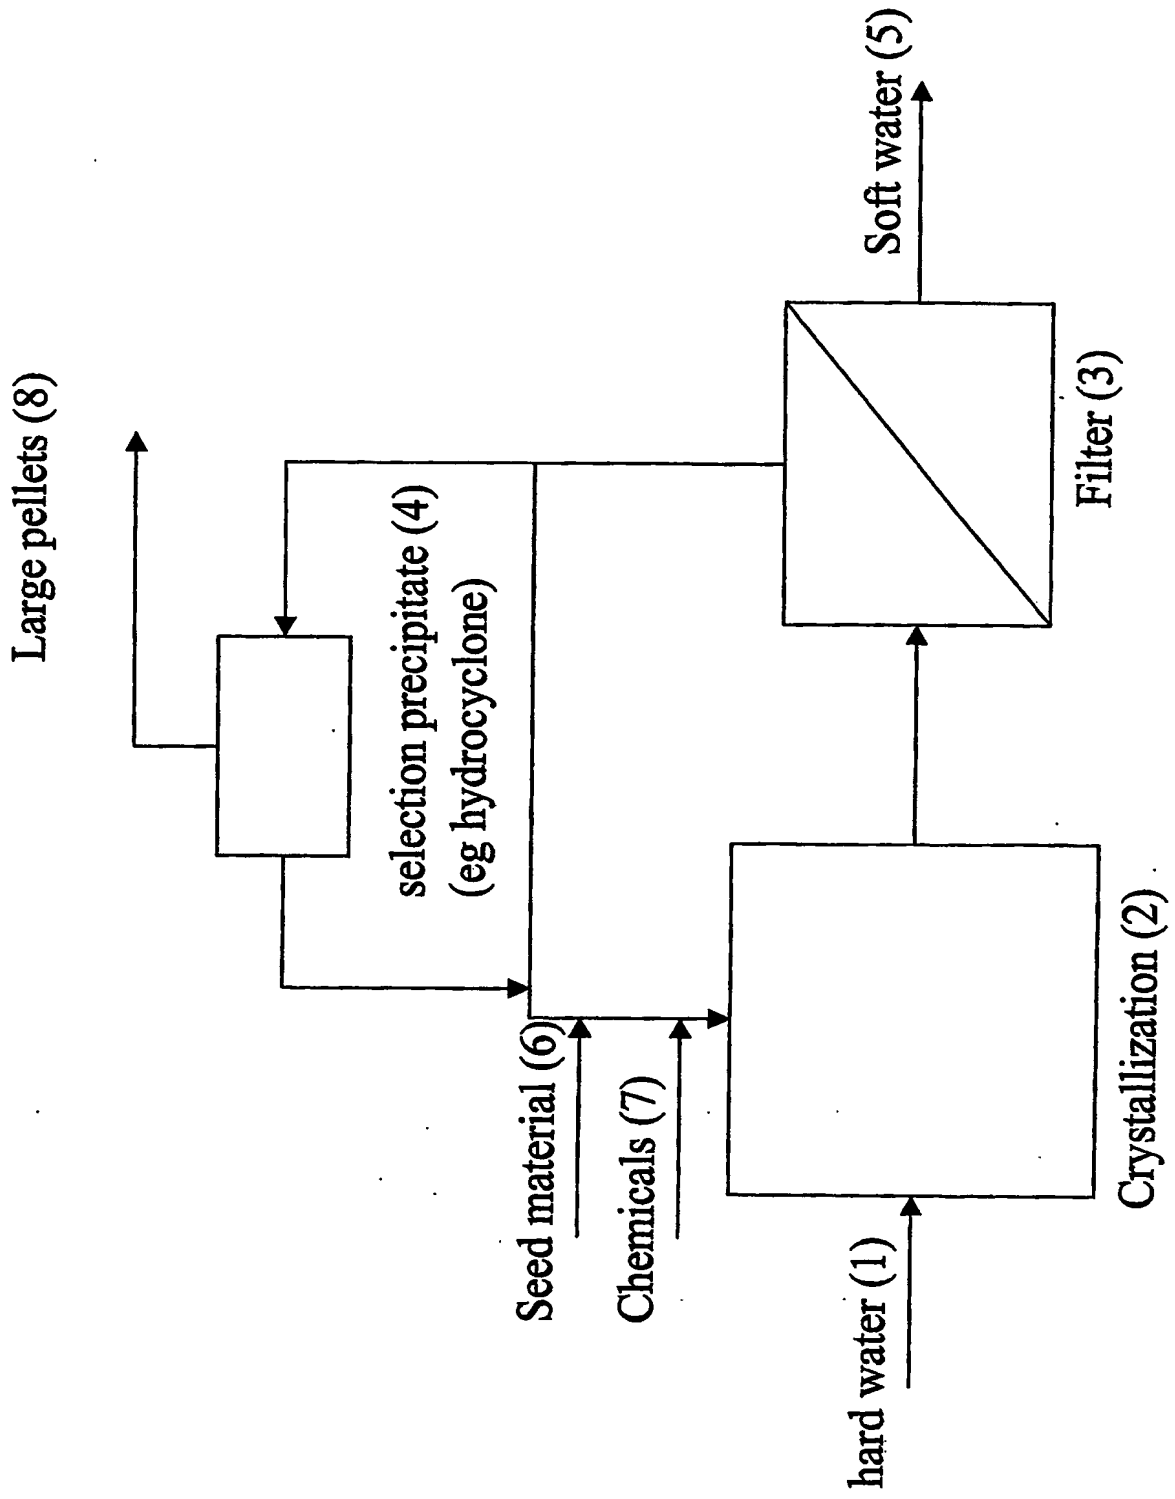 Large pellets (8)
selection precipitate (4)
(eg hydrocyclone)
Seed material (6)
Chemicals (7)
hard water (1)
Crystallization (2)
Filter (3)
Soft water (5)